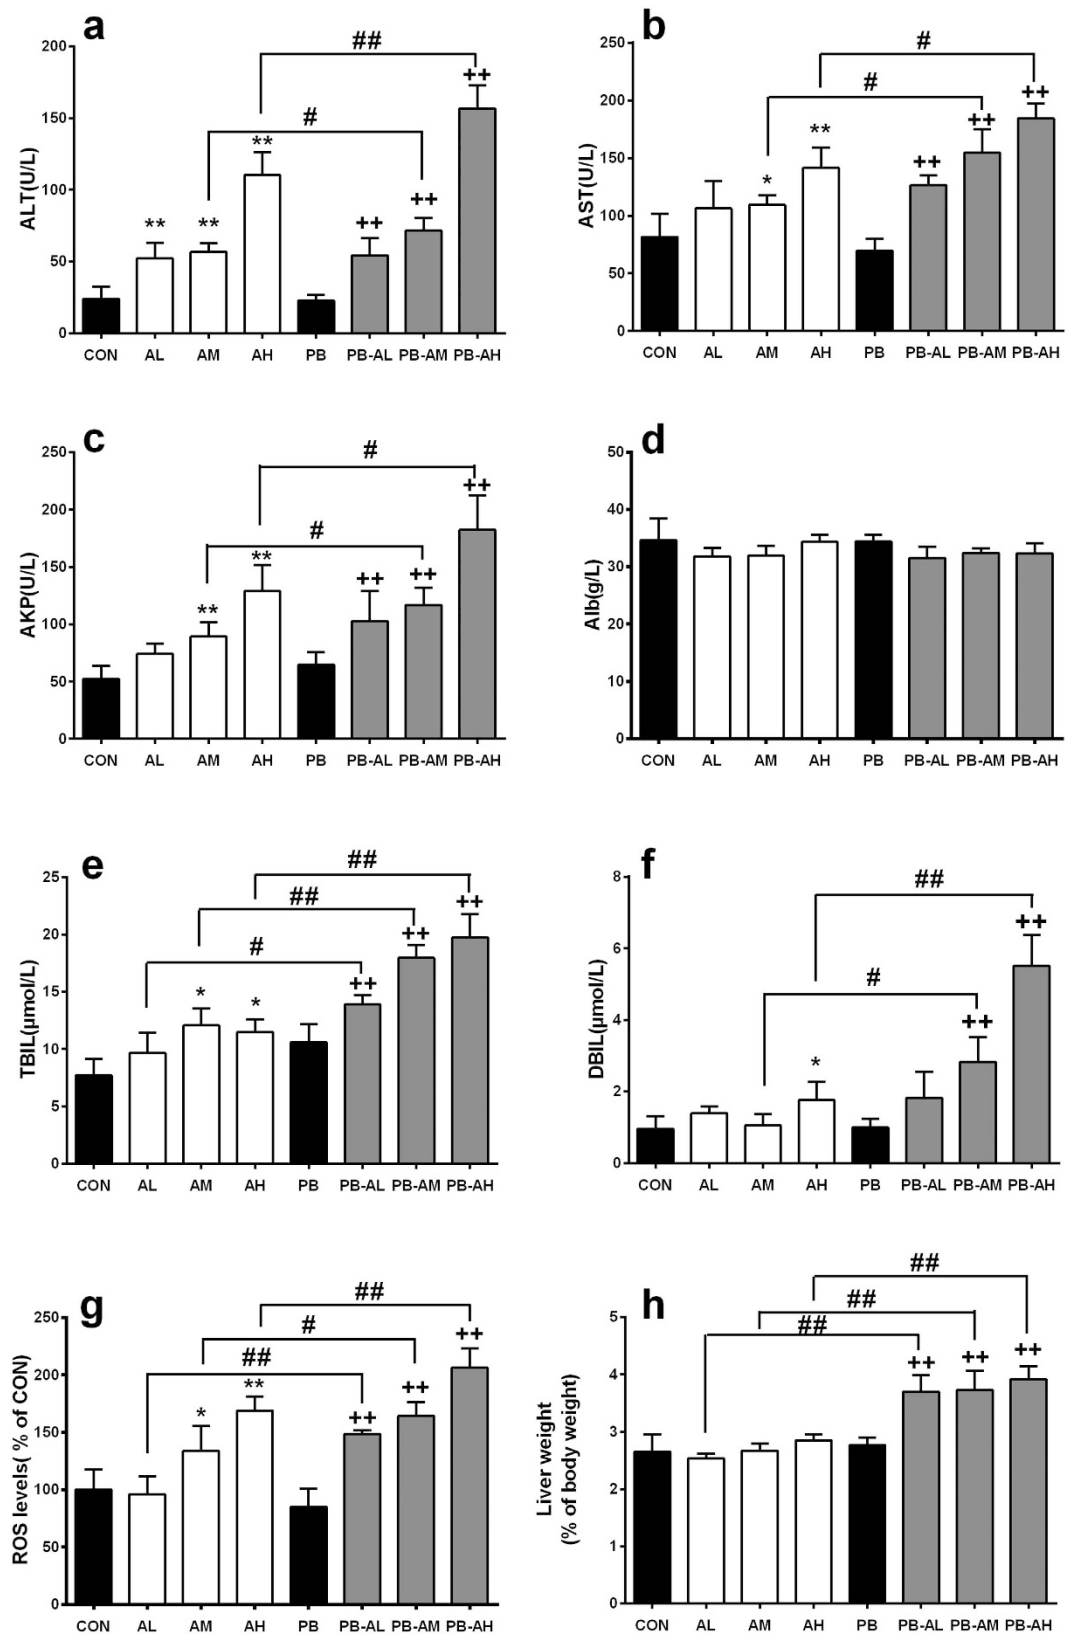 a
ALT(U/L)
200
150
100
50
0
##
#
** ** ** ++ ++ ++
CON AL AM AH PB PB-AL PB-AM PB-AH
b
AST(U/L)
250
200
150
100
50
0
#
#
* ** ++ ++ ++
CON AL AM AH PB PB-AL PB-AM PB-AH
c
AKP(U/L)
250
200
150
100
50
0
#
#
** ** ++ ++ ++
CON AL AM AH PB PB-AL PB-AM PB-AH
d
Alb(g/L)
50
40
30
20
10
0
CON AL AM AH PB PB-AL PB-AM PB-AH
e
TBIL(µmol/L)
25
20
15
10
5
0
##
##
#
* * ++ ++ ++
CON AL AM AH PB PB-AL PB-AM PB-AH
f
DBIL(µmol/L)
8
6
4
2
0
##
#
* ++ ++
CON AL AM AH PB PB-AL PB-AM PB-AH
g
ROS levels( % of CON)
250
200
150
100
50
0
##
#
##
* ** ++ ++ ++
CON AL AM AH PB PB-AL PB-AM PB-AH
h
Liver weight
(% of body weight)
5
4
3
2
1
0
##
##
##
++ ++ ++
CON AL AM AH PB PB-AL PB-AM PB-AH